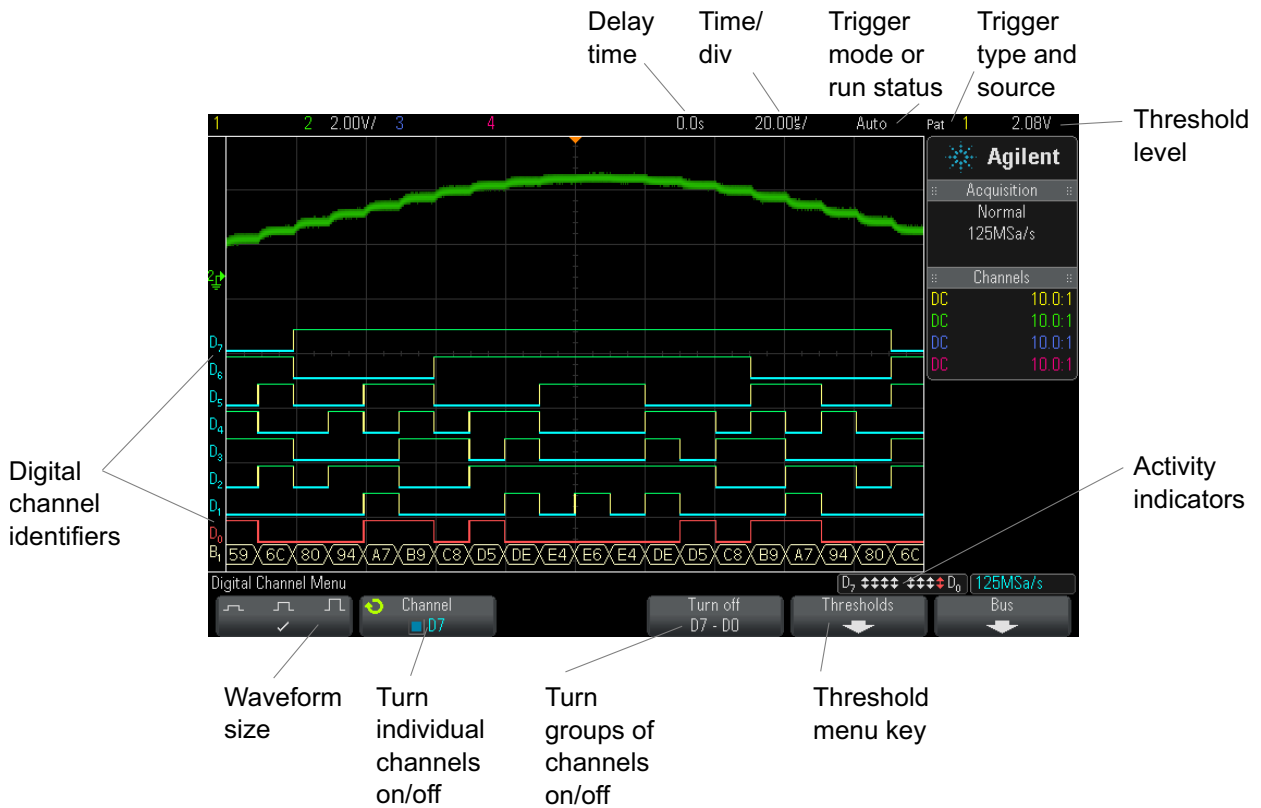 Delay time
Time/ div
Trigger mode or run status
Trigger type and source
Threshold level
1 2 2.00V/ 3 4 0.0s 20.00µs/ Auto Pat 1 2.08V
Agilent
Acquisition
Normal
125MSa/s
Channels
DC 10.0:1
DC 10.0:1
DC 10.0:1
DC 10.0:1
2
D7
D6
D5
D4
D3
D2
D1
D0
B1 59 6C 80 94 A7 B9 C8 D5 DE E4 E6 E4 DE D5 C8 B9 A7 94 80 6C
Digital channel identifiers
Activity indicators
Digital Channel Menu
D7 D0 125MSa/s
Channel
D7
Turn off
D7 - D0
Thresholds
Bus
Waveform size
Turn individual channels on/off
Turn groups of channels on/off
Threshold menu key